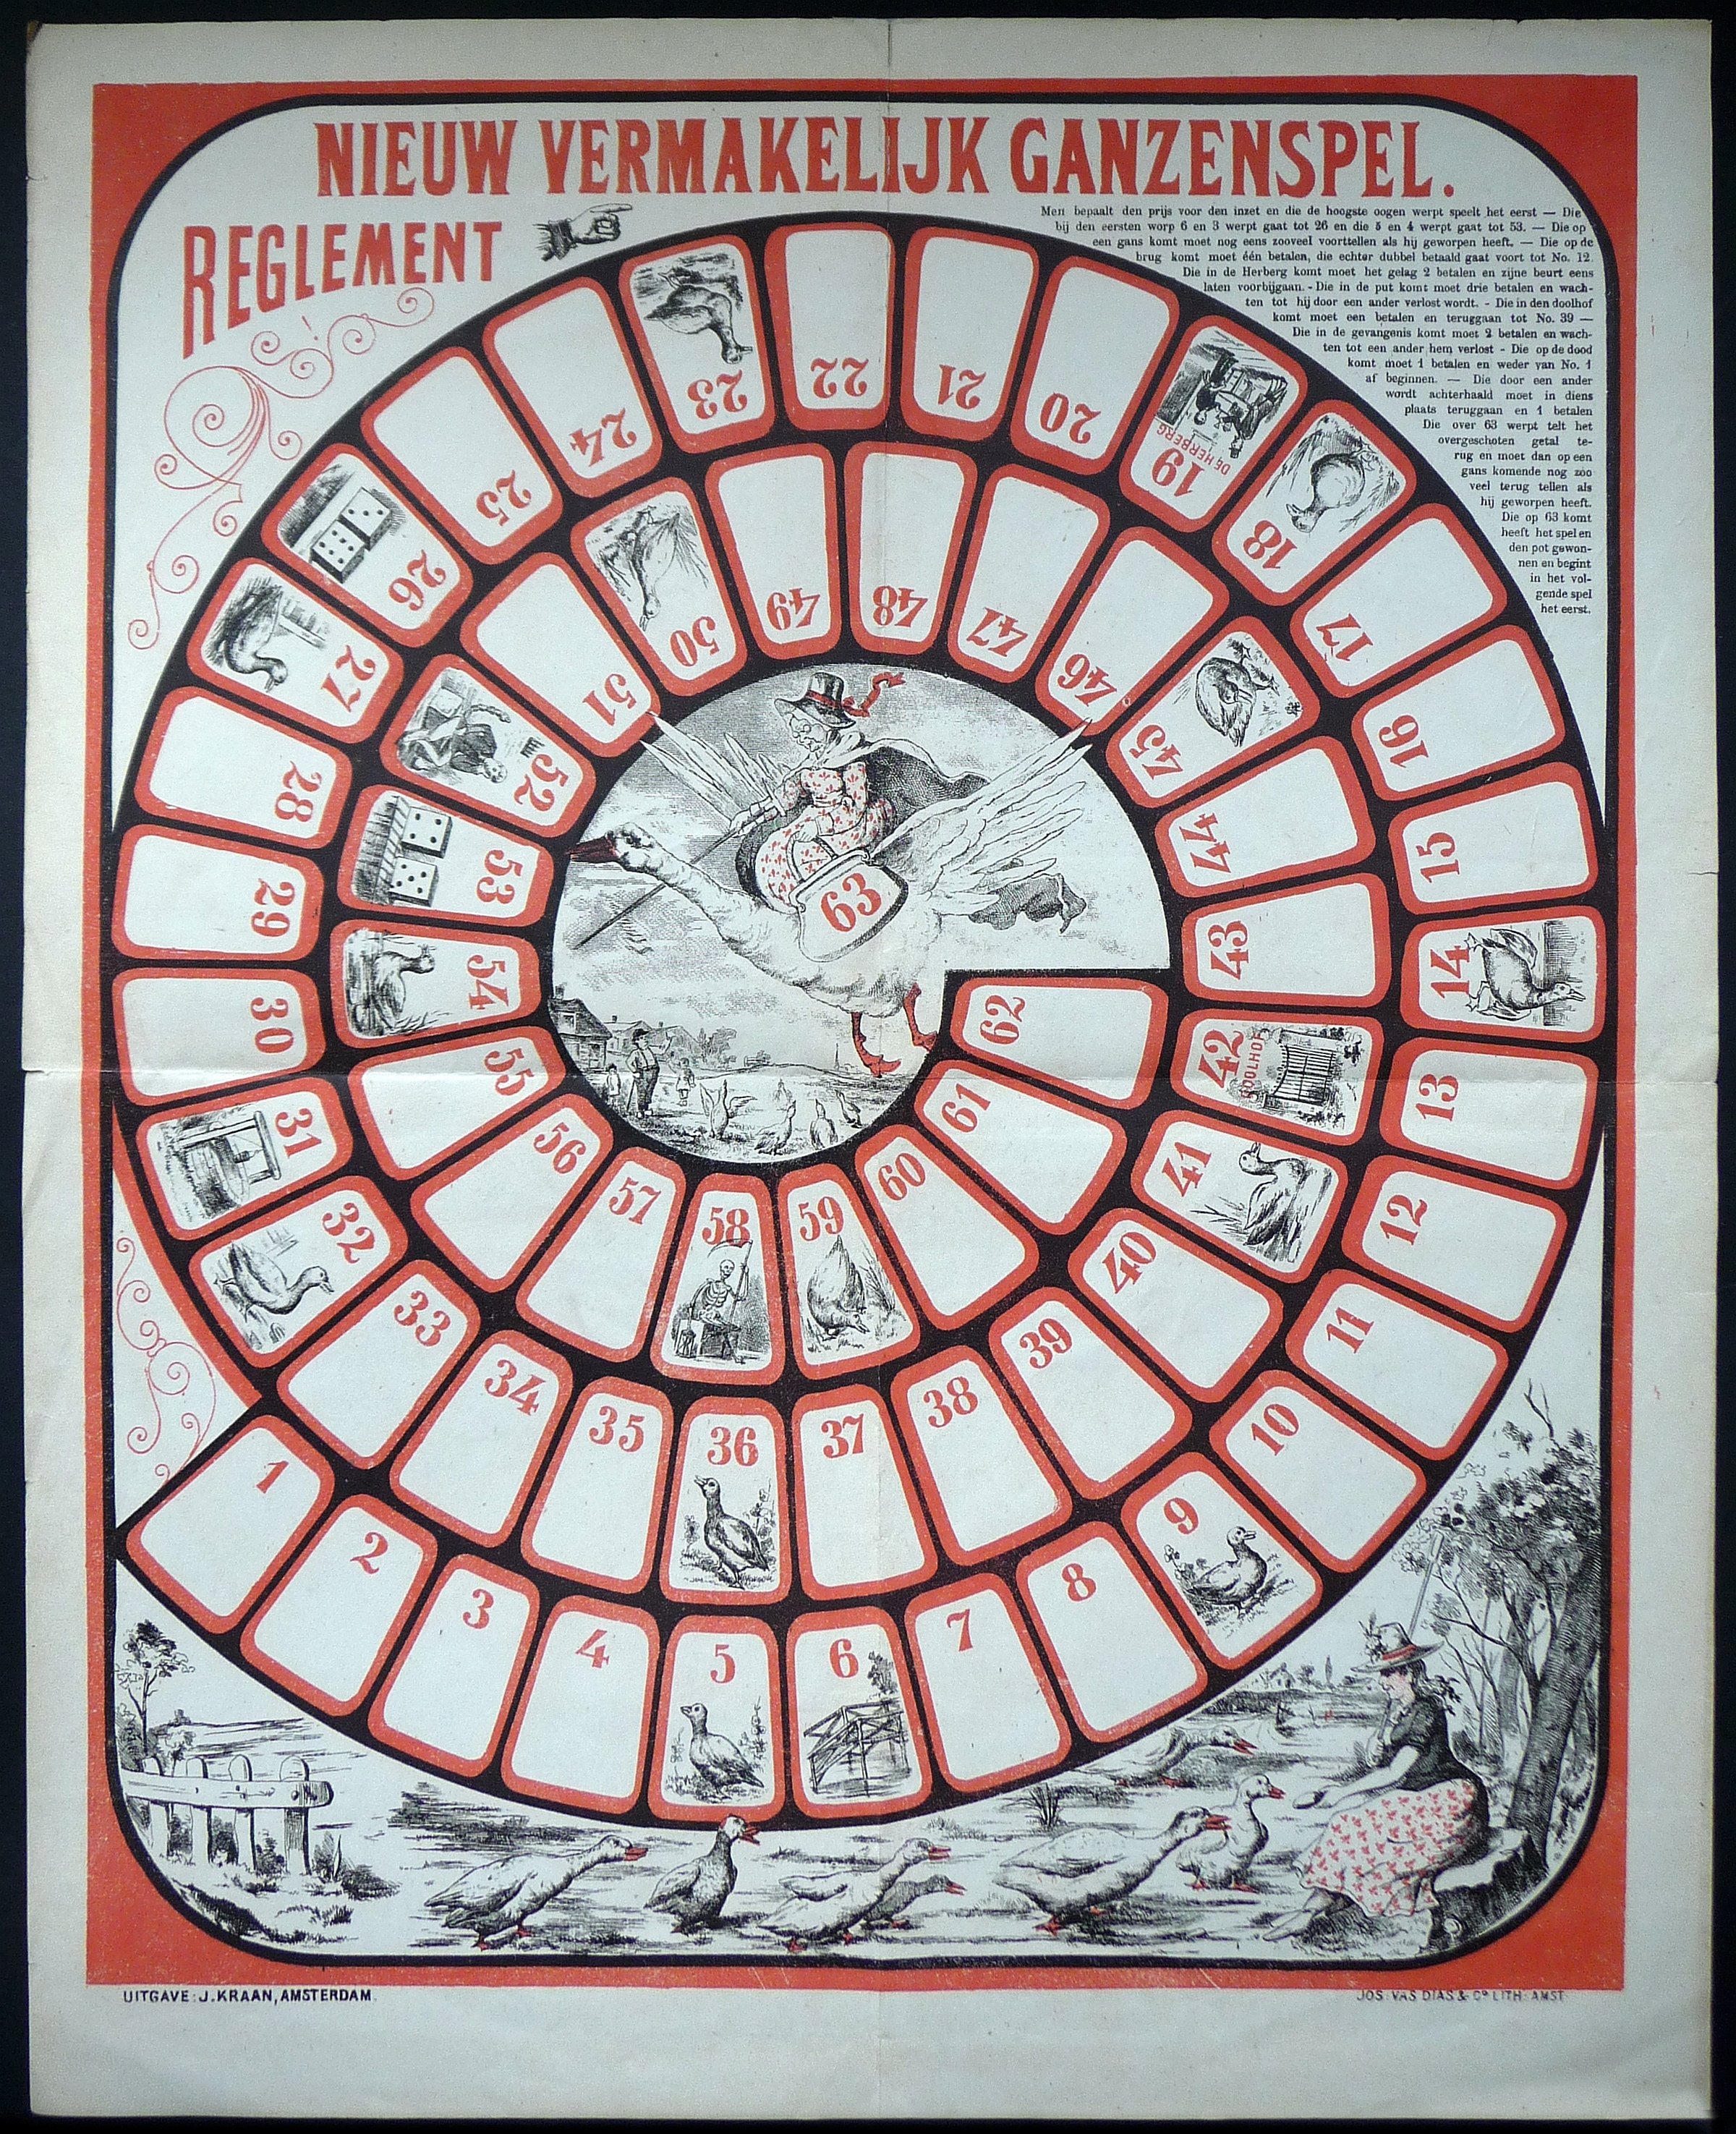 NIEUW VERMAKELIJK GANZENSPEL.
REGLEMENT
Men bepaalt den prijs voor den inzet en die de hoogste oogen werpt speelt het eerst — Die
bij den eersten worp 6 en 3 werpt gaat tot 26 en die 5 en 4 werpt gaat tot 53. — Die op
een gans komt moet nog eens zooveel voorttellen als hij geworpen heeft. — Die op de
brug komt moet één betalen, die echter dubbel betaald gaat voort tot No. 12.
Die in de Herberg komt moet het gelag 2 betalen en zijne beurt eens
laten voorbijgaan. - Die in de put komt moet drie betalen en wach-
ten tot hij door een ander verlost wordt. - Die in den doolhof
komt moet een betalen en teruggaan tot No. 39 —
Die in de gevangenis komt moet 2 betalen en wach-
ten tot een ander hem verlost - Die op de dood
komt moet 1 betalen en weder van No. 1
af beginnen. — Die door een ander
wordt achterhaald moet in diens
plaats teruggaan en 1 betalen
Die over 63 werpt telt het
overgeschoten getal te-
rug en moet dan op een
gans komende nog zoo
veel terug tellen als
hij geworpen heeft.
Die op 63 komt
heeft het spel en
den pot gewon-
nen en begint
in het vol-
gende spel
het eerst.
1
2
3
4
5
6
7
8
9
10
11
12
13
14
15
16
17
18
19
DE HERBERG
20
21
22
23
24
25
26
27
28
29
30
31
32
33
34
35
36
37
38
39
40
41
42
DOOLHOF
43
44
45
46
47
48
49
50
51
52
53
54
55
56
57
58
59
60
61
62
63
UITGAVE: J. KRAAN, AMSTERDAM.
JOS. VAS DIAS & Co LITH: AMST.